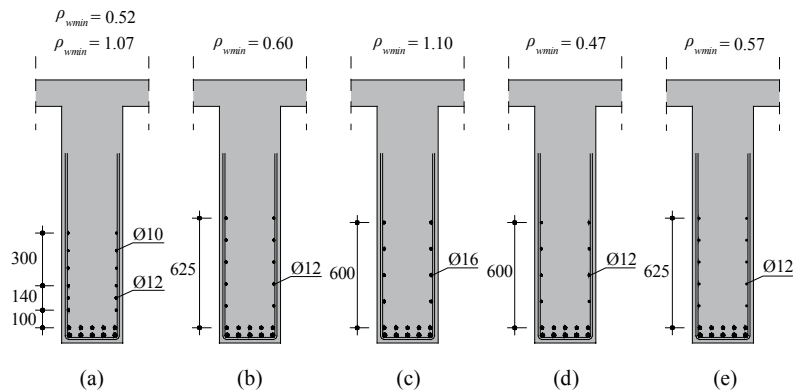 ρwmin = 0.52
ρwmin = 1.07
ρwmin = 0.60
ρwmin = 1.10
ρwmin = 0.47
ρwmin = 0.57
300
140
100
Ø10
Ø12
625
Ø12
600
Ø16
600
Ø12
625
Ø12
(a)
(b)
(c)
(d)
(e)